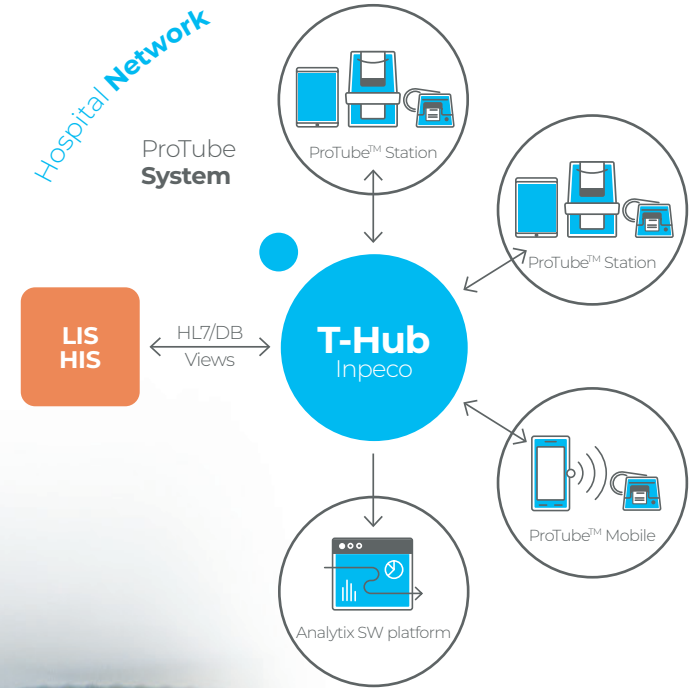 Hospital Network
ProTube
System
ProTube™ Station
ProTube™ Station
LIS
HIS
HL7/DB
Views
T-Hub
Inpeco
ProTube™ Mobile
Analytix SW platform